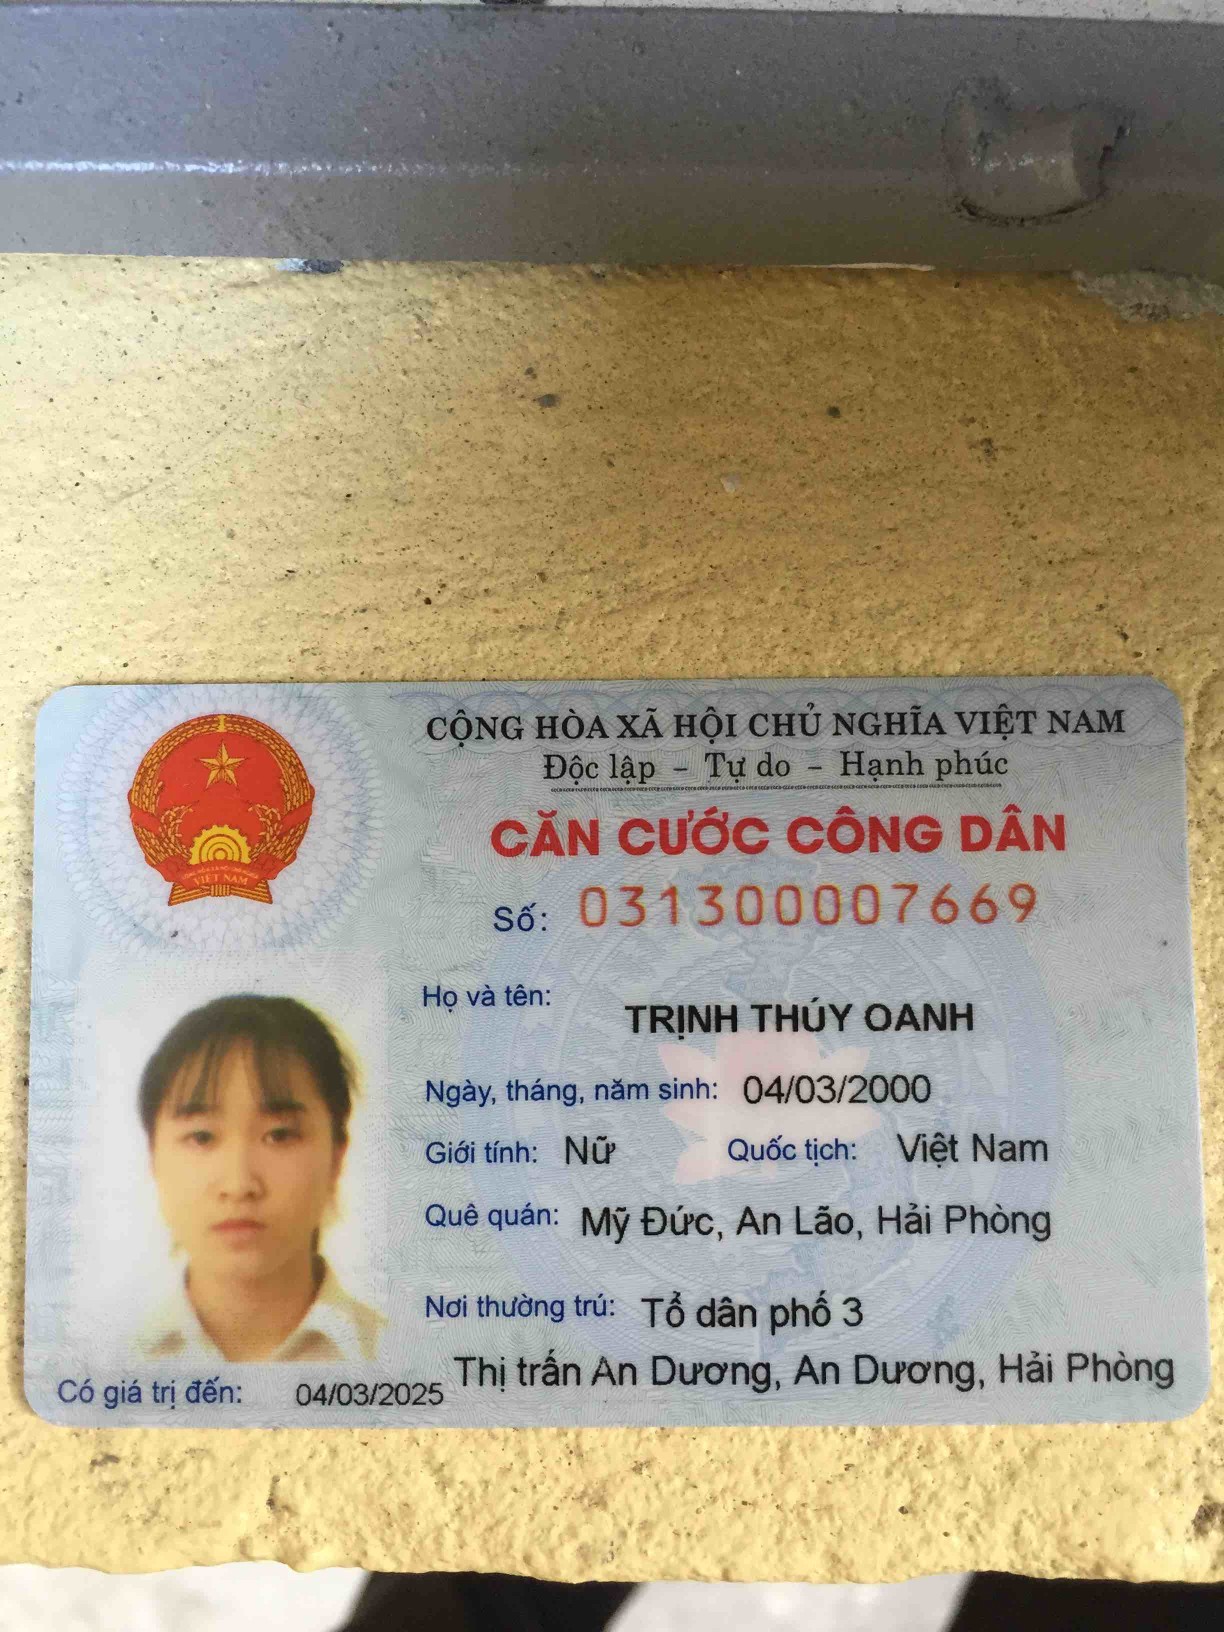 CỘNG HÒA XÃ HỘI CHỦ NGHĨA VIỆT NAM
Độc lập – Tự do – Hạnh phúc
CĂN CƯỚC CÔNG DÂN
Số: 031300007669
Họ và tên: TRỊNH THÚY OANH
Ngày, tháng, năm sinh: 04/03/2000
Giới tính: Nữ Quốc tịch: Việt Nam
Quê quán: Mỹ Đức, An Lão, Hải Phòng
Nơi thường trú: Tổ dân phố 3
Thị trấn An Dương, An Dương, Hải Phòng
Có giá trị đến: 04/03/2025
VIỆT NAM